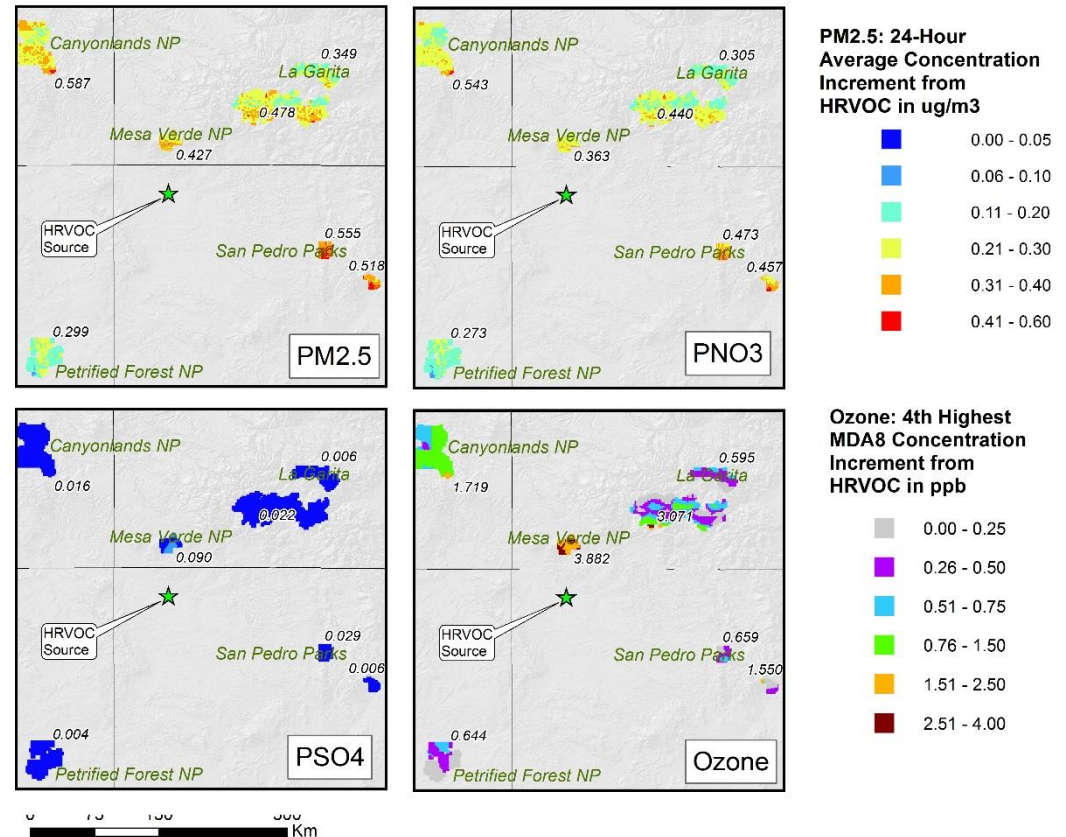 Canyonlands NP
0.587
0.349
La Garita
0.478
Mesa Verde NP
0.427
HRVOC
Source
0.555
San Pedro Parks
0.518
0.299
Petrified Forest NP
PM2.5
Canyonlands NP
0.543
0.305
La Garita
0.440
Mesa Verde NP
0.363
HRVOC
Source
0.473
San Pedro Parks
0.457
0.273
Petrified Forest NP
PNO3
PM2.5: 24-Hour
Average Concentration
Increment from
HRVOC in ug/m3
0.00 - 0.05
0.06 - 0.10
0.11 - 0.20
0.21 - 0.30
0.31 - 0.40
0.41 - 0.60
Canyonlands NP
0.016
0.006
La Garita
0.022
Mesa Verde NP
0.090
HRVOC
Source
0.029
San Pedro Parks
0.006
0.004
Petrified Forest NP
PSO4
Canyonlands NP
1.719
0.595
La Garita
3.071
Mesa Verde NP
3.882
HRVOC
Source
0.659
San Pedro Parks
1.550
0.644
Petrified Forest NP
Ozone
Ozone: 4th Highest
MDA8 Concentration
Increment from
HRVOC in ppb
0.00 - 0.25
0.26 - 0.50
0.51 - 0.75
0.76 - 1.50
1.51 - 2.50
2.51 - 4.00
Km